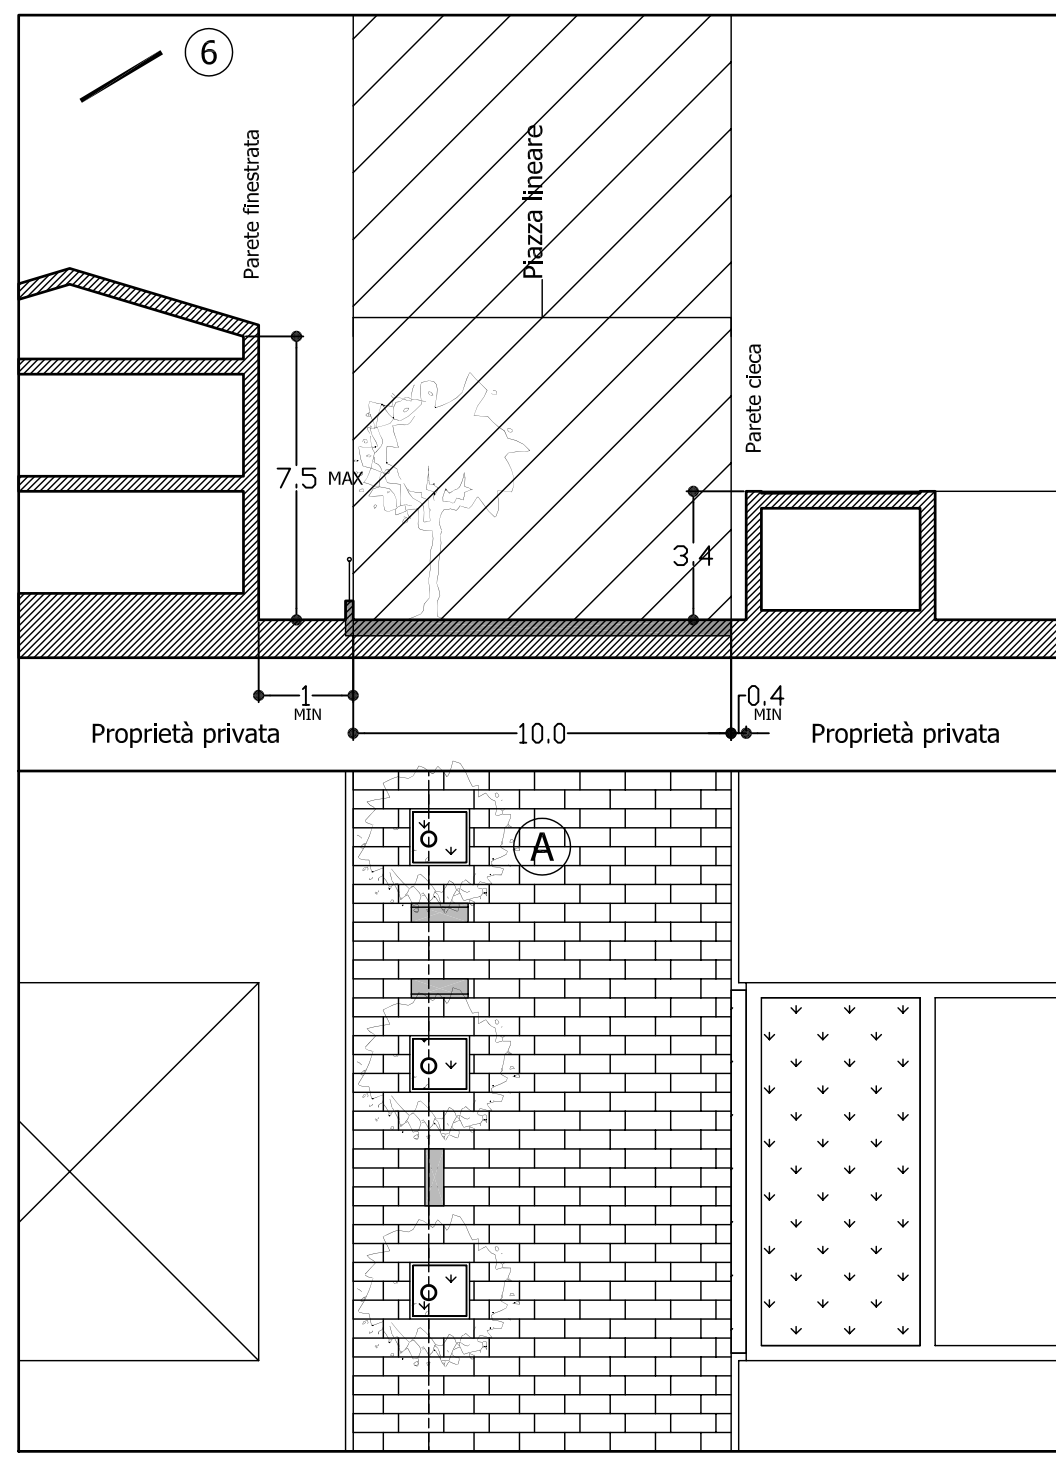 6
Parete finestrata
Piazza lineare
Parete cieca
7.5 MAX
3.4
1
MIN
0.4
MIN
Proprietà privata
10.0
Proprietà privata
A